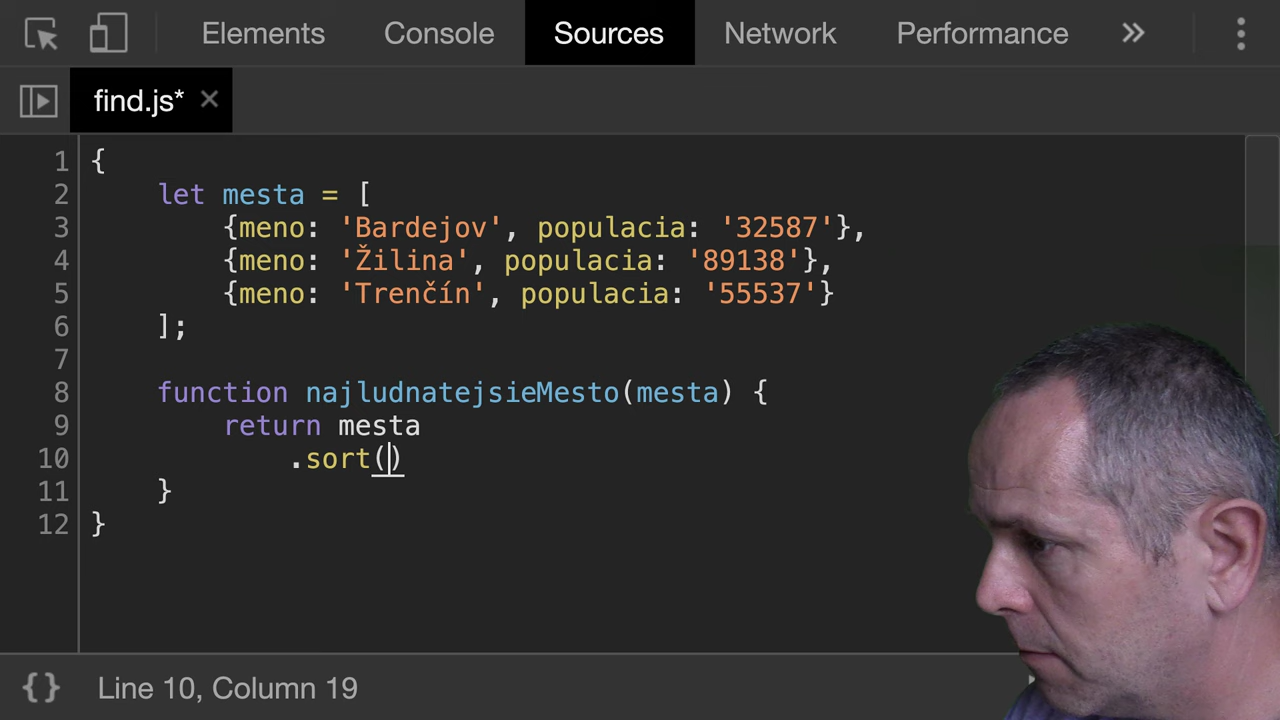 Elements Console Sources Network Performance »
find.js* ×
1 {
2 let mesta = [
3 {meno: 'Bardejov', populacia: '32587'},
4 {meno: 'Žilina', populacia: '89138'},
5 {meno: 'Trenčín', populacia: '55537'}
6 ];
7
8 function najludnatejsieMesto(mesta) {
9 return mesta
10 .sort()
11 }
12 }
{} Line 10, Column 19